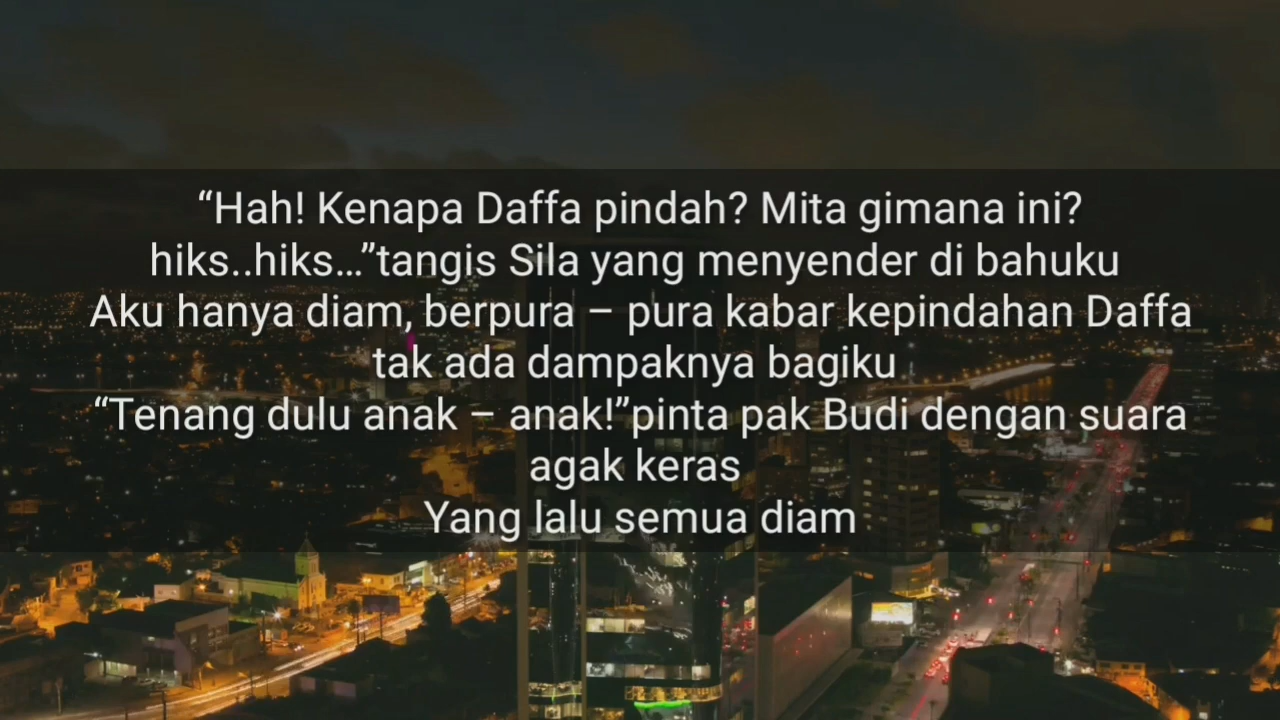 “Hah! Kenapa Daffa pindah? Mita gimana ini?
hiks..hiks...”tangis Sila yang menyender di bahuku
Aku hanya diam, berpura – pura kabar kepindahan Daffa
tak ada dampaknya bagiku
“Tenang dulu anak – anak!”pinta pak Budi dengan suara
agak keras
Yang lalu semua diam